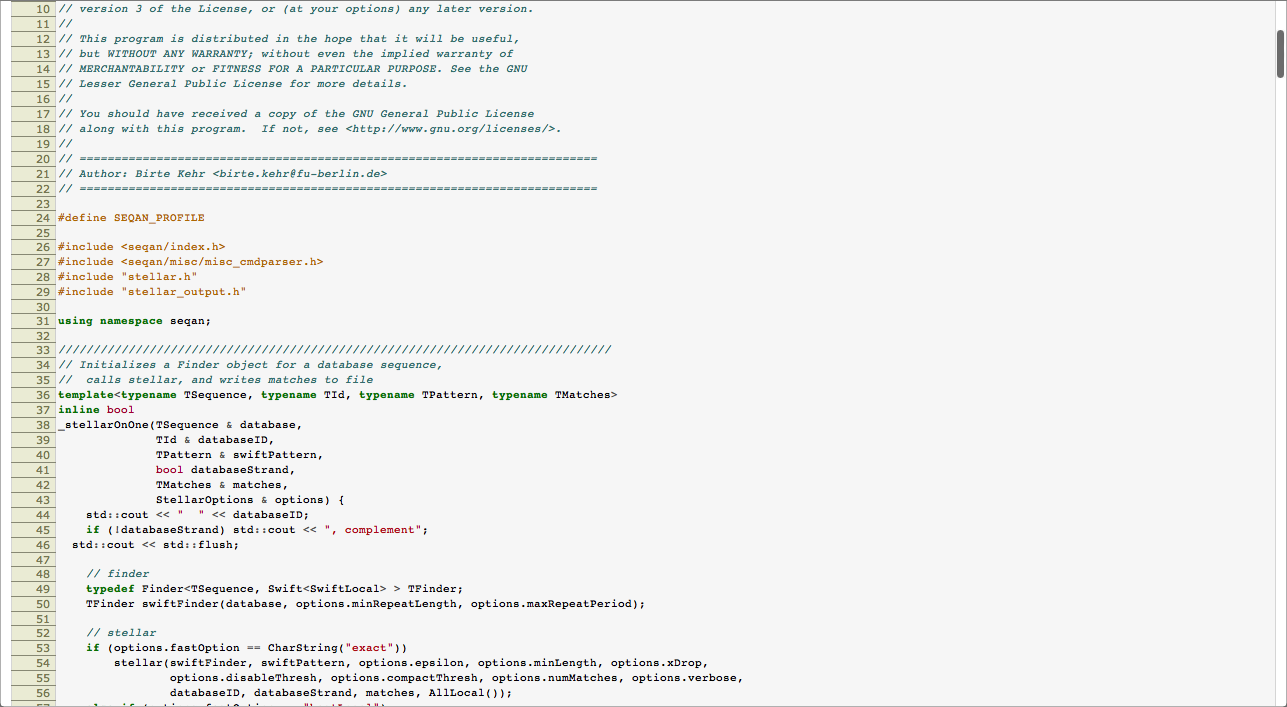 10 // version 3 of the License, or (at your options) any later version.
11 //
12 // This program is distributed in the hope that it will be useful,
13 // but WITHOUT ANY WARRANTY; without even the implied warranty of
14 // MERCHANTABILITY or FITNESS FOR A PARTICULAR PURPOSE. See the GNU
15 // Lesser General Public License for more details.
16 //
17 // You should have received a copy of the GNU General Public License
18 // along with this program.  If not, see <http://www.gnu.org/licenses/>.
19 //
20 // ==========================================================================
21 // Author: Birte Kehr <birte.kehr@fu-berlin.de>
22 // ==========================================================================
23
24 #define SEQAN_PROFILE
25
26 #include <seqan/index.h>
27 #include <seqan/misc/misc_cmdparser.h>
28 #include "stellar.h"
29 #include "stellar_output.h"
30
31 using namespace seqan;
32
33 ///////////////////////////////////////////////////////////////////////////////
34 // Initializes a Finder object for a database sequence,
35 //  calls stellar, and writes matches to file
36 template<typename TSequence, typename TId, typename TPattern, typename TMatches>
37 inline bool
38 _stellarOnOne(TSequence & database,
39               TId & databaseID,
40               TPattern & swiftPattern,
41               bool databaseStrand,
42               TMatches & matches,
43               StellarOptions & options) {
44     std::cout << "  " << databaseID;
45     if (!databaseStrand) std::cout << ", complement";
46   std::cout << std::flush;
47
48     // finder
49     typedef Finder<TSequence, Swift<SwiftLocal> > TFinder;
50     TFinder swiftFinder(database, options.minRepeatLength, options.maxRepeatPeriod);
51
52     // stellar
53     if (options.fastOption == CharString("exact"))
54         stellar(swiftFinder, swiftPattern, options.epsilon, options.minLength, options.xDrop,
55                 options.disableThresh, options.compactThresh, options.numMatches, options.verbose,
56                 databaseID, databaseStrand, matches, AllLocal());